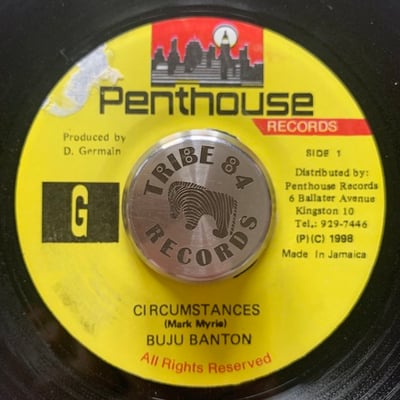 Penthouse
RECORDS
Produced by
D. Germain
SIDE 1
G
Distributed by:
Penthouse Records
6 Ballater Avenue
Kingston 10
Tel,: 929-7446
(P)(C) 1998
Made In Jamaica
TRIBE 84
RECORDS
CIRCUMSTANCES
(Mark Myrie)
BUJU BANTON
All Rights Reserved